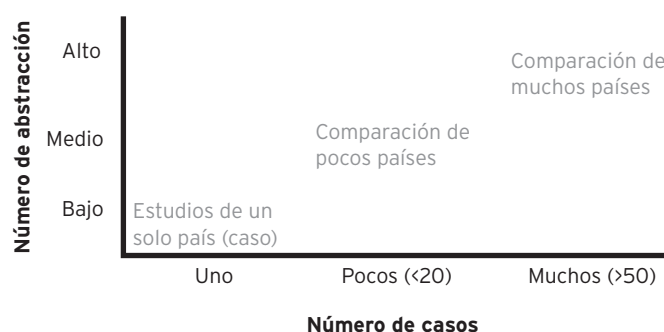 Número de abstracción
Alto
Comparación de
muchos países
Medio
Comparación de
pocos países
Bajo
Estudios de un
solo país (caso)
Uno
Pocos (<20)
Muchos (>50)
Número de casos